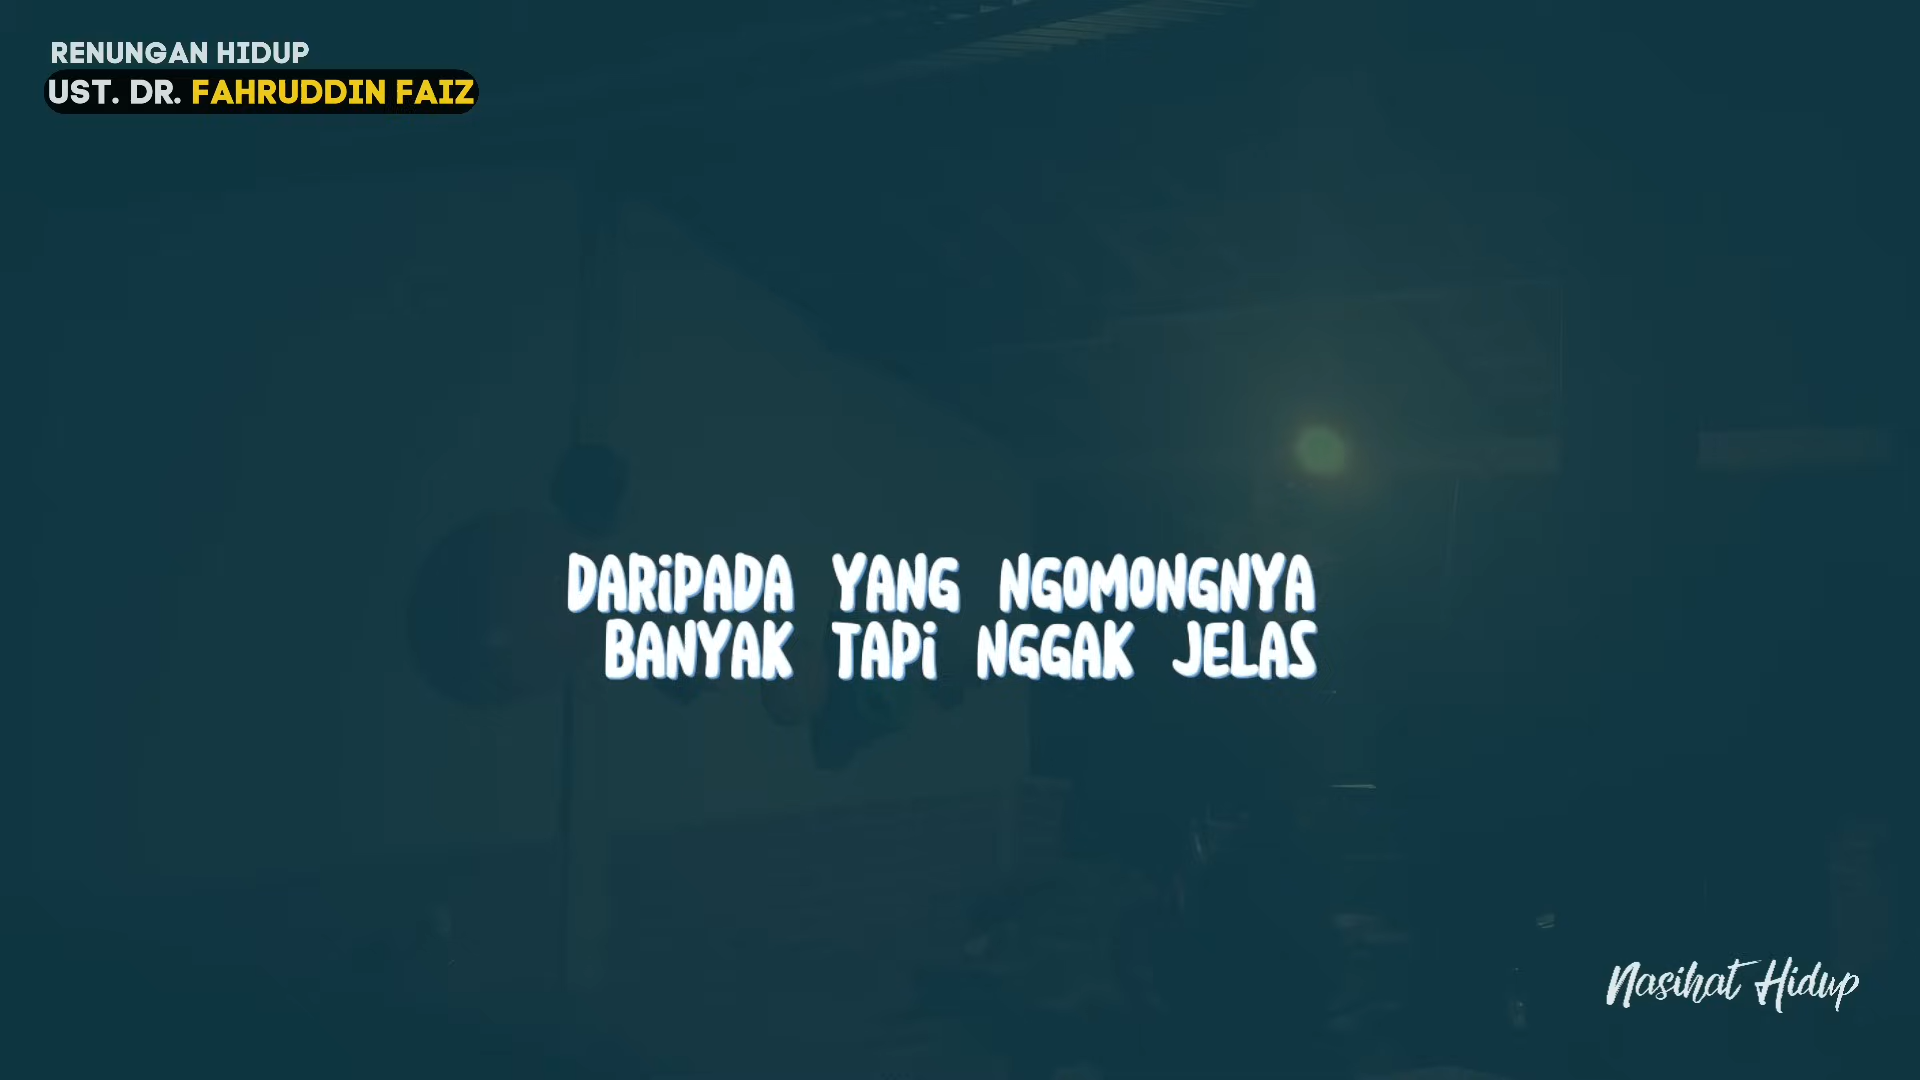 RENUNGAN HIDUP
UST. DR. FAHRUDDIN FAIZ
DARiPADA YANG NGOMONGNYA
BANYAK TAPi NGGAK JELAS
Nasihat Hidup